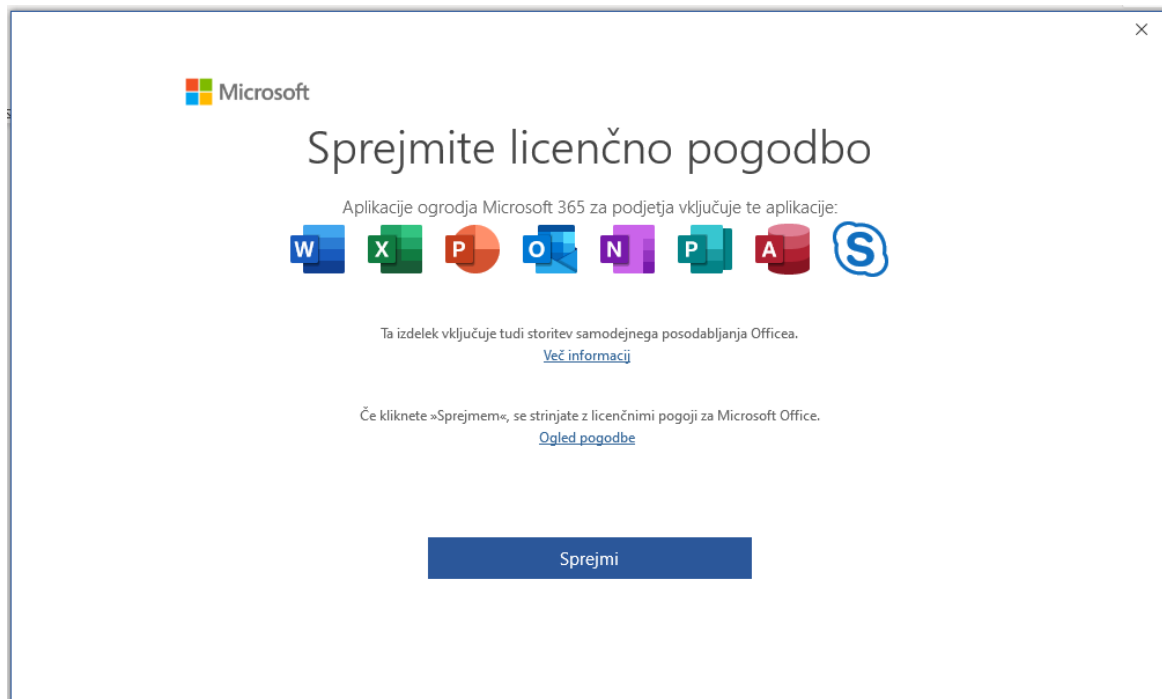 Microsoft
Sprejmite licenčno pogodbo
Aplikacije ogrodja Microsoft 365 za podjetja vključuje te aplikacije:
W X P O N P A S
Ta izdelek vključuje tudi storitev samodejnega posodabljanja Officea.
Več informacij
Če kliknete »Sprejmem«, se strinjate z licenčnimi pogoji za Microsoft Office.
Ogled pogodbe
Sprejmi